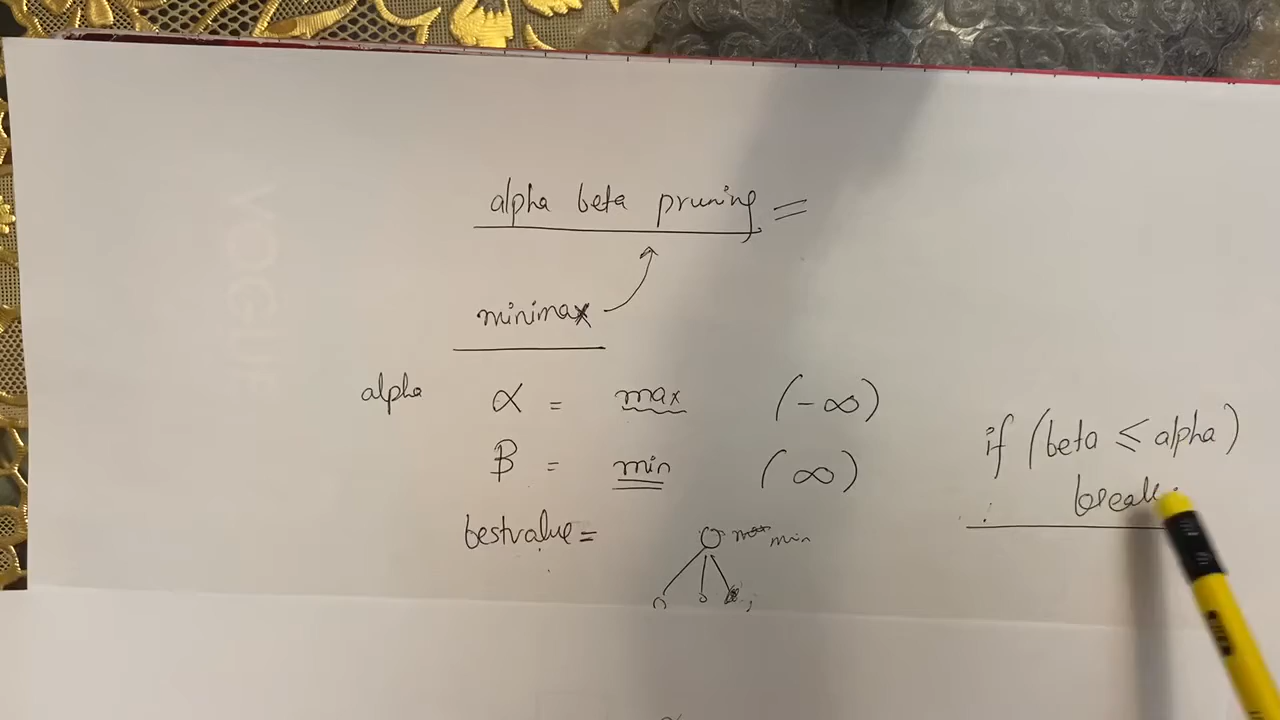 alpha beta pruning =
minimax
alpha α = max (-∞)
β = min (∞)
if (beta ≤ alpha)
break;
bestvalue =
min